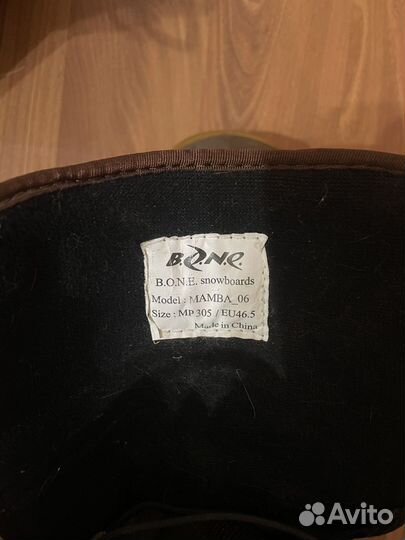 B.O.N.E.
B.O.N.E. snowboards
Model : MAMBA_06
Size : MP 305 / EU46.5
Made in China
Avito